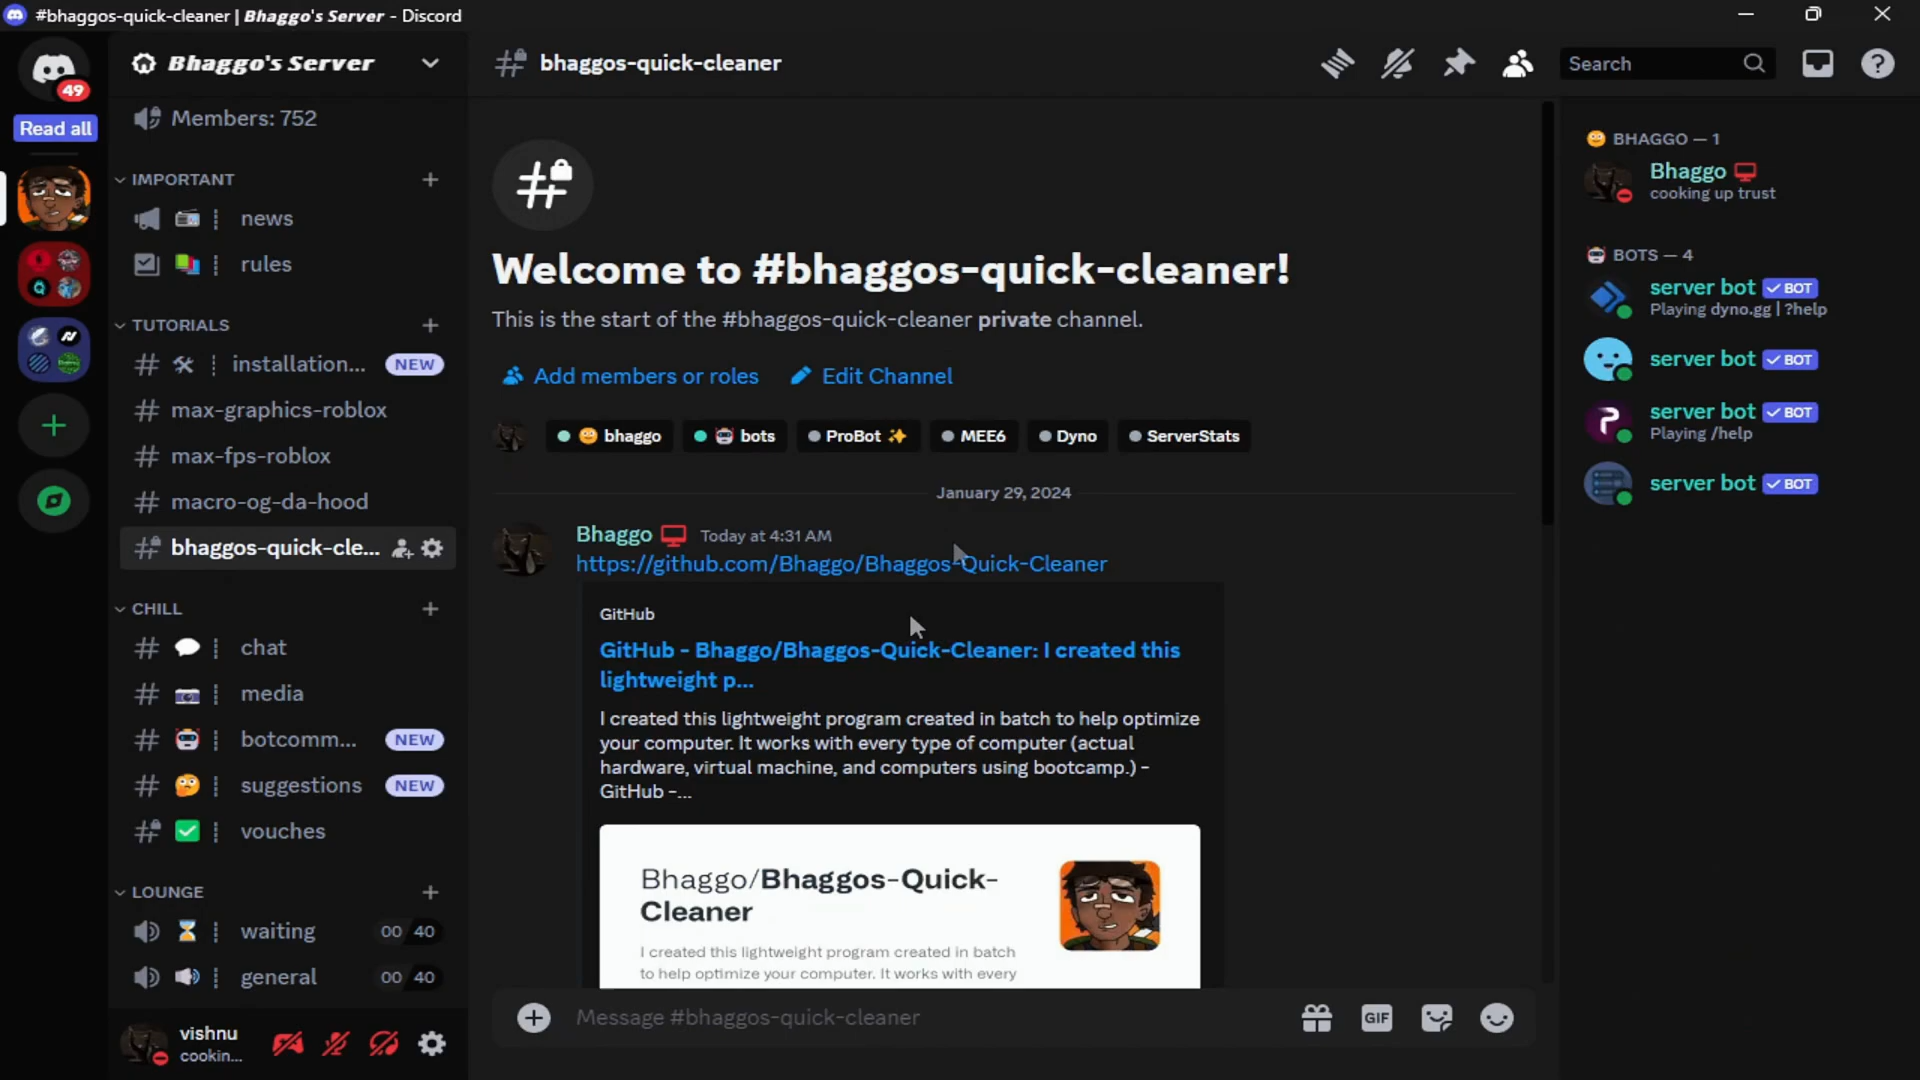 #bhaggos-quick-cleaner | Bhaggo's Server - Discord
49
Read all
Bhaggo's Server
Members: 752
IMPORTANT
news
rules
TUTORIALS
installation... NEW
max-graphics-roblox
max-fps-roblox
macro-og-da-hood
bhaggos-quick-cle...
CHILL
chat
media
botcomm... NEW
suggestions NEW
vouches
LOUNGE
waiting 00 40
general 00 40
vishnu
cookin...
bhaggos-quick-cleaner
Search
Welcome to #bhaggos-quick-cleaner!
This is the start of the #bhaggos-quick-cleaner private channel.
Add members or roles Edit Channel
bhaggo bots ProBot MEE6 Dyno ServerStats
January 29, 2024
Bhaggo Today at 4:31 AM
https://github.com/Bhaggo/Bhaggos-Quick-Cleaner
GitHub
GitHub - Bhaggo/Bhaggos-Quick-Cleaner: I created this
lightweight p...
I created this lightweight program created in batch to help optimize
your computer. It works with every type of computer (actual
hardware, virtual machine, and computers using bootcamp.) -
GitHub -...
Bhaggo/Bhaggos-Quick-
Cleaner
I created this lightweight program created in batch
to help optimize your computer. It works with every
Message #bhaggos-quick-cleaner
GIF
BHAGGO — 1
Bhaggo
cooking up trust
BOTS — 4
server bot BOT
Playing dyno.gg | ?help
server bot BOT
server bot BOT
Playing /help
server bot BOT